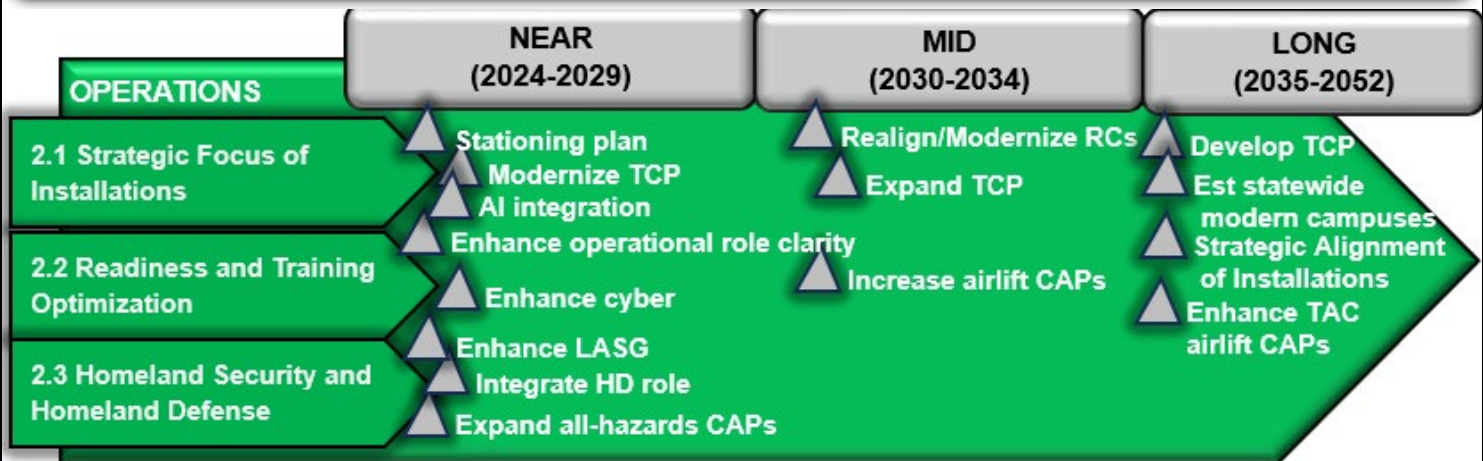 NEAR
(2024-2029)
MID
(2030-2034)
LONG
(2035-2052)
OPERATIONS
2.1 Strategic Focus of
Installations
2.2 Readiness and Training
Optimization
2.3 Homeland Security and
Homeland Defense
Stationing plan
Modernize TCP
AI integration
Enhance operational role clarity
Enhance cyber
Enhance LASG
Integrate HD role
Expand all-hazards CAPs
Realign/Modernize RCs
Expand TCP
Increase airlift CAPs
Develop TCP
Est statewide
modern campuses
Strategic Alignment
of Installations
Enhance TAC
airlift CAPs